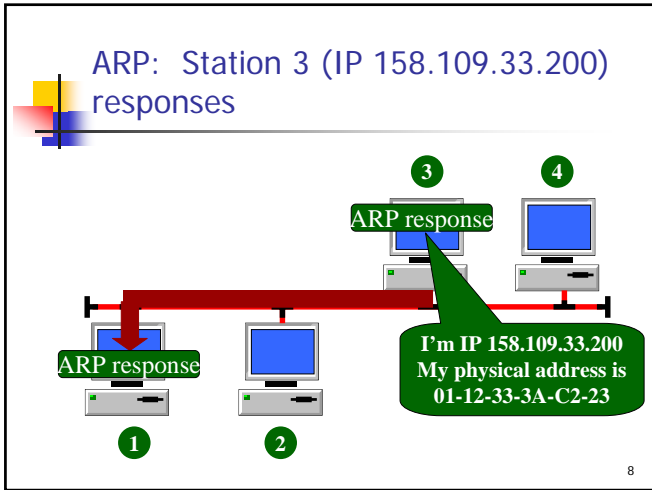 ARP: Station 3 (IP 158.109.33.200)
responses
3
4
ARP response
ARP response
I'm IP 158.109.33.200
My physical address is
01-12-33-3A-C2-23
1
2
8